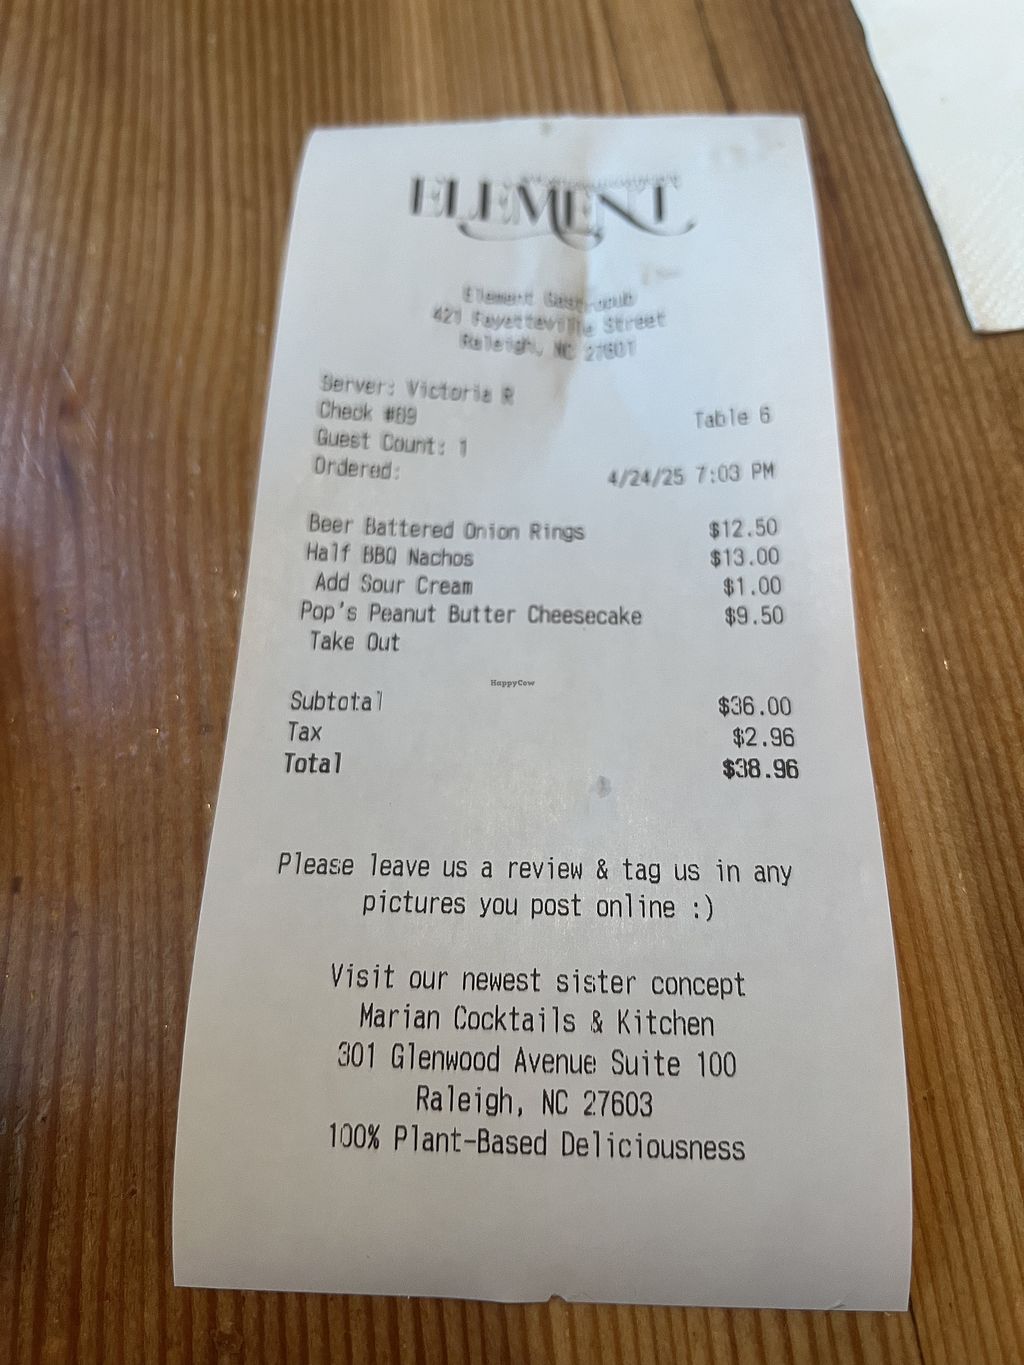 ELEMENT
Element Gastropub
421 Fayetteville Street
Raleigh, NC 27601
Server: Victoria R
Check #89 Table 6
Guest Count: 1
Ordered: 4/24/25 7:03 PM
Beer Battered Onion Rings $12.50
Half BBQ Nachos $13.00
Add Sour Cream $1.00
Pop's Peanut Butter Cheesecake $9.50
Take Out
HappyCow
Subtotal $36.00
Tax $2.96
Total $38.96
Please leave us a review & tag us in any
pictures you post online :)
Visit our newest sister concept
Marian Cocktails & Kitchen
301 Glenwood Avenue Suite 100
Raleigh, NC 27603
100% Plant-Based Deliciousness